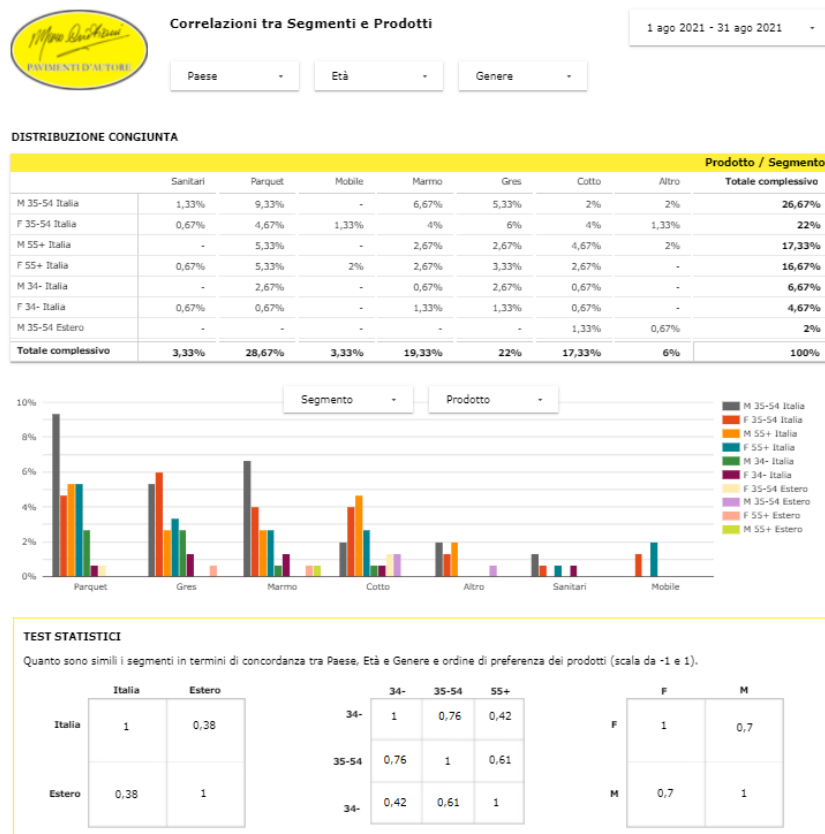 Correlazioni tra Segmenti e Prodotti
1 ago 2021 - 31 ago 2021
PAVIMENTI D'AUTORE
Paese Età Genere
DISTRIBUZIONE CONGIUNTA
Prodotto / Segmento
Sanitari Parquet Mobile Marmo Gres Cotto Altro Totale complessivo
M 35-54 Italia 1,33% 9,33% - 6,67% 5,33% 2% 2% 26,67%
F 35-54 Italia 0,67% 4,67% 1,33% 4% 6% 4% 1,33% 22%
M 55+ Italia - 5,33% - 2,67% 2,67% 4,67% 2% 17,33%
F 55+ Italia 0,67% 5,33% 2% 2,67% 3,33% 2,67% - 16,67%
M 34- Italia - 2,67% - 0,67% 2,67% 0,67% - 6,67%
F 34- Italia 0,67% 0,67% - 1,33% 1,33% 0,67% - 4,67%
M 35-54 Estero - - - - - 1,33% 0,67% 2%
Totale complessivo 3,33% 28,67% 3,33% 19,33% 22% 17,33% 6% 100%
Segmento Prodotto
10%
8%
6%
4%
2%
0%
Parquet Gres Marmo Cotto Altro Sanitari Mobile
M 35-54 Italia
F 35-54 Italia
M 55+ Italia
F 55+ Italia
M 34- Italia
F 34- Italia
F 35-54 Estero
M 35-54 Estero
F 55+ Estero
M 55+ Estero
TEST STATISTICI
Quanto sono simili i segmenti in termini di concordanza tra Paese, Età e Genere e ordine di preferenza dei prodotti (scala da -1 e 1).
Italia Estero
Italia 1 0,38
Estero 0,38 1
34- 35-54 55+
34- 1 0,76 0,42
35-54 0,76 1 0,61
34- 0,42 0,61 1
F M
F 1 0,7
M 0,7 1